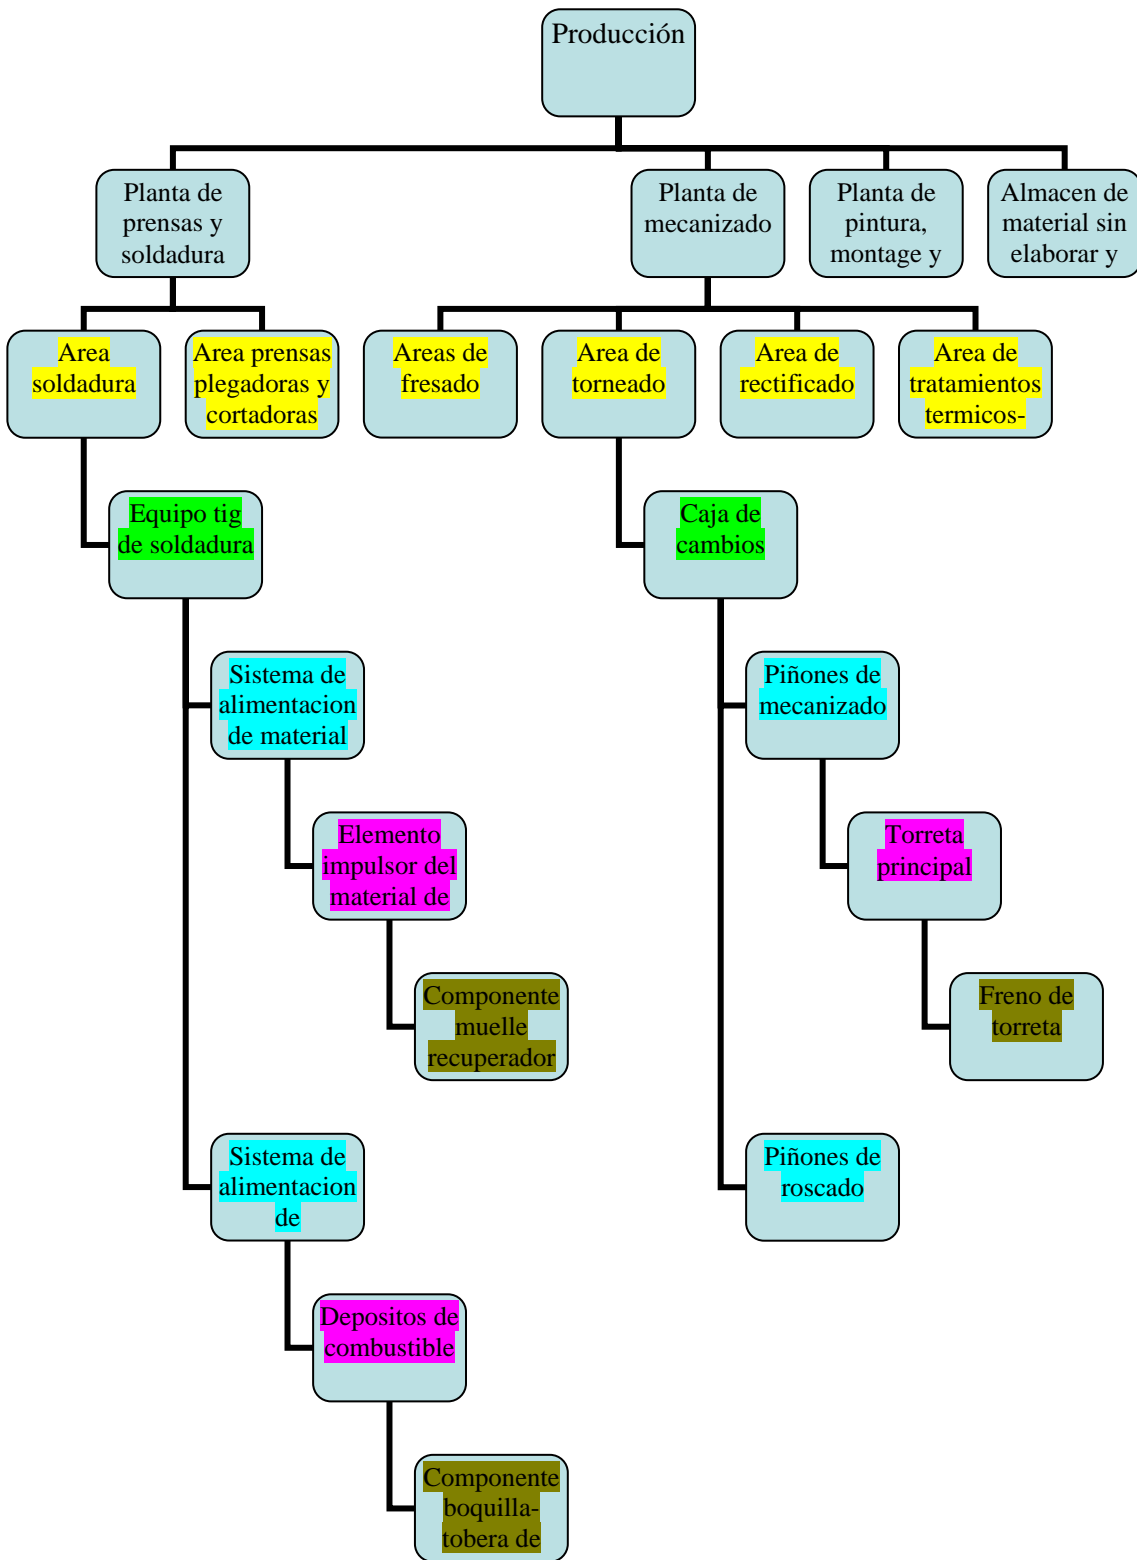 Producción
Planta de
prensas y
soldadura
Planta de
mecanizado
Planta de
pintura,
montage y
Almacen de
material sin
elaborar y
Area
soldadura
Area prensas
plegadoras y
cortadoras
Areas de
fresado
Area de
torneado
Area de
rectificado
Area de
tratamientos
termicos-
Equipo tig
de soldadura
Caja de
cambios
Sistema de
alimentacion
de material
Piñones de
mecanizado
Elemento
impulsor del
material de
Torreta
principal
Componente
muelle
recuperador
Freno de
torreta
Sistema de
alimentacion
de
Piñones de
roscado
Depositos de
combustible
Componente
boquilla-
tobera de